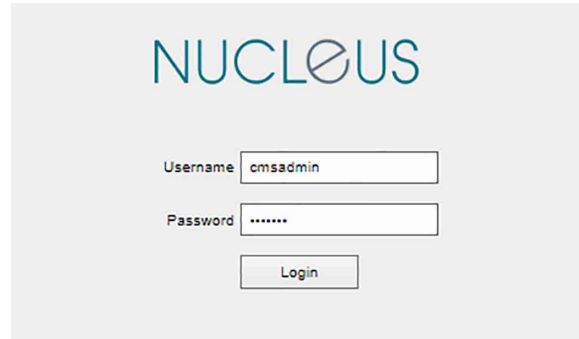 NUCLeUS
Username cmsadmin
Password •••••••
Login